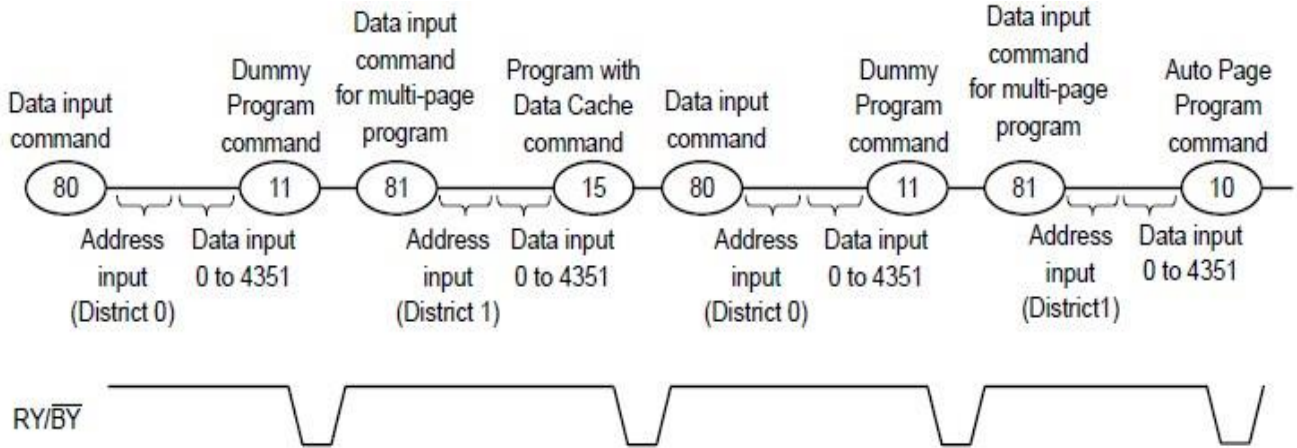 Data input
command
Dummy
Program
command
Data input
command
for multi-page
program
Program with
Data Cache
command
Data input
command
Dummy
Program
command
Data input
command
for multi-page
program
Auto Page
Program
command
80
11
81
15
80
11
81
10
Address
input
(District 0)
Data input
0 to 4351
Address
input
(District 1)
Data input
0 to 4351
Address
input
(District 0)
Data input
0 to 4351
Address
input
(District1)
Data input
0 to 4351
RY/BY